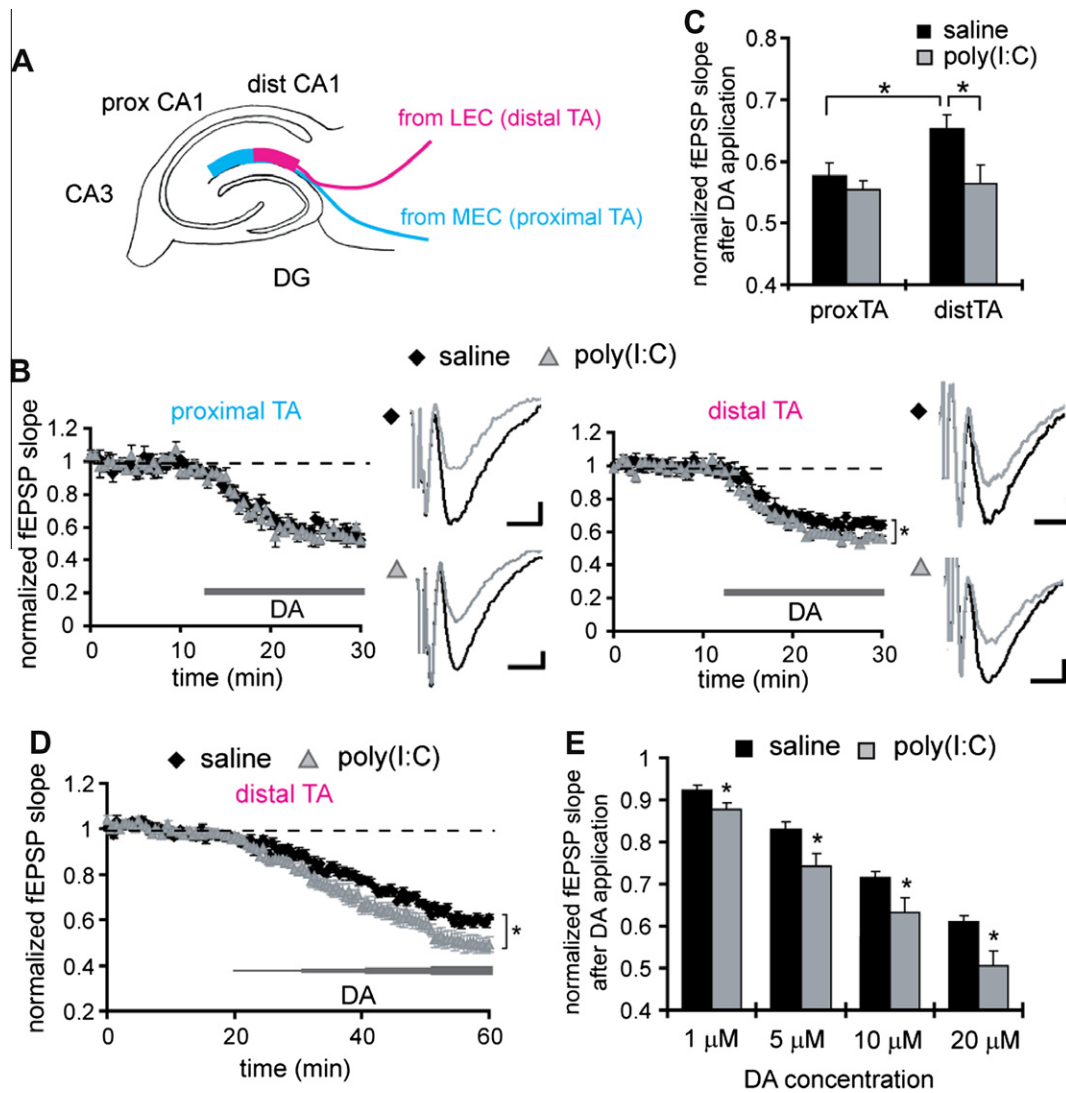 A
prox CA1
dist CA1
CA3
DG
from LEC (distal TA)
from MEC (proximal TA)
C
saline
poly(I:C)
normalized fEPSP slope
after DA application
0.8
0.7
0.6
0.5
0.4
*
*
proxTA
distTA
B
saline
poly(I:C)
proximal TA
normalized fEPSP slope
1.2
1
0.8
0.6
0.4
0.2
0
DA
0
10
20
30
time (min)
distal TA
1.2
1
0.8
0.6
0.4
0.2
0
*
DA
0
10
20
30
time (min)
D
saline
poly(I:C)
distal TA
normalized fEPSP slope
1.2
1
0.8
0.6
0.4
0.2
*
DA
0
20
40
60
time (min)
E
saline
poly(I:C)
normalized fEPSP slope
after DA application
1
0.9
0.8
0.7
0.6
0.5
0.4
*
*
*
*
1 µM
5 µM
10 µM
20 µM
DA concentration